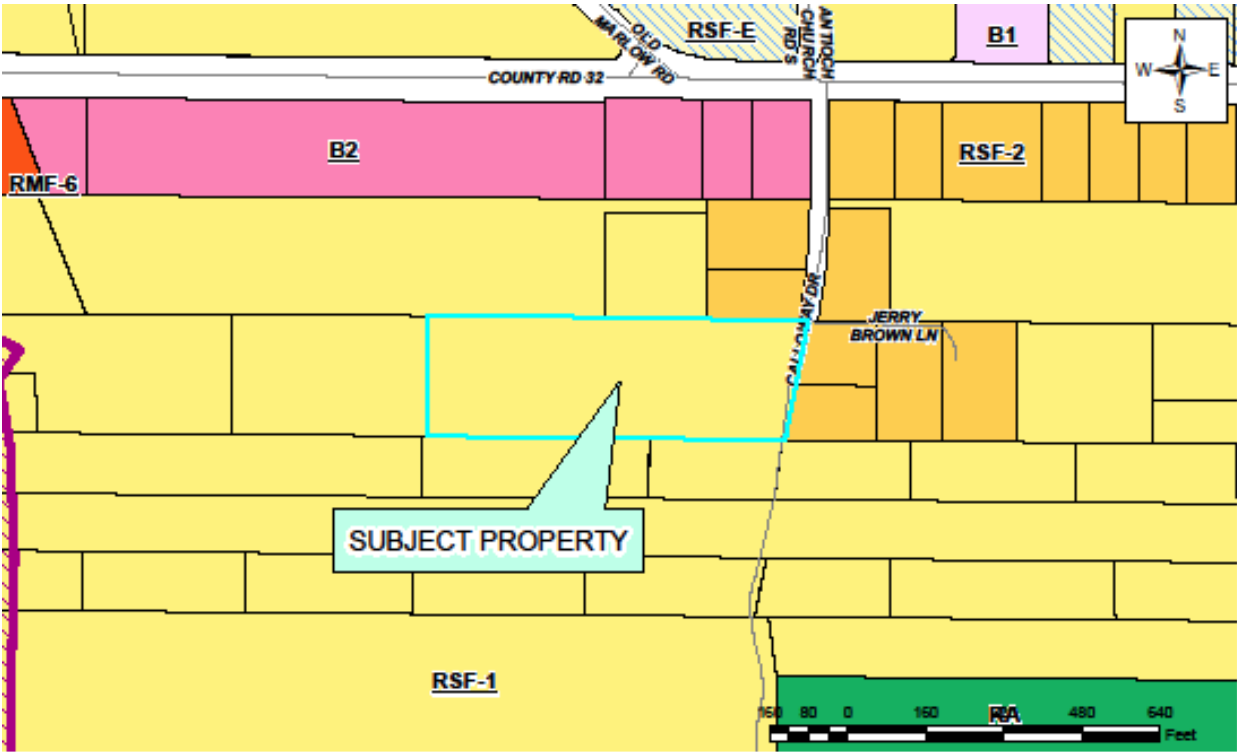 RSF-E
B1
OLD
MARLOW RD
ANTIOCH
CHURCH
RD S
N
W E
S
COUNTY RD 32
B2
RSF-2
RMF-6
CALLOWAY DR
JERRY
BROWN LN
SUBJECT PROPERTY
RSF-1
RA
160 80 0 160 480 640
Feet